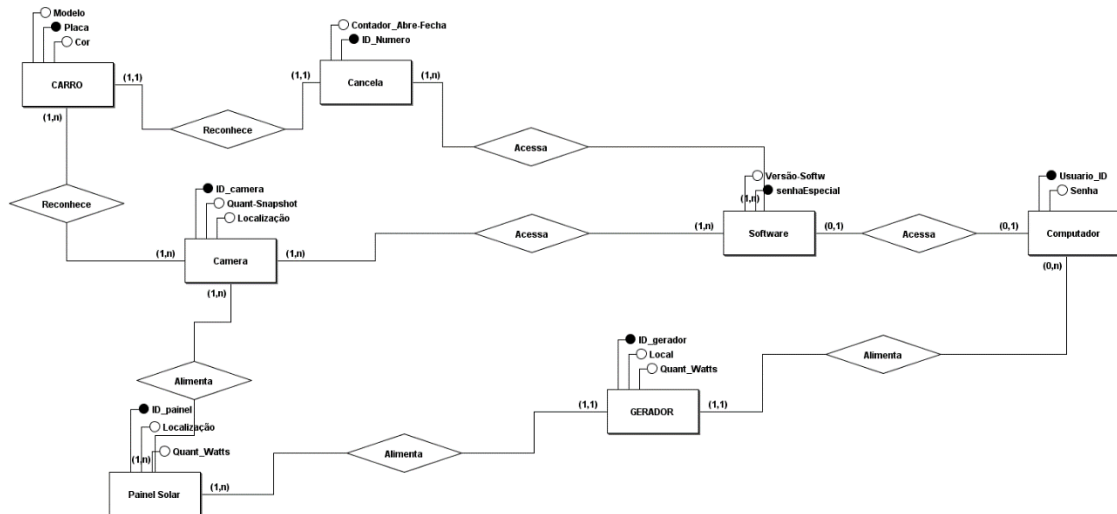 Modelo
Placa
Cor
CARRO
(1,1)
(1,n)
Reconhece
(1,1)
Contador_Abre-Fecha
ID_Numero
Cancela
(1,n)
Acessa
Reconhece
ID_camera
Quant-Snapshot
Localização
(1,n)
Camera
(1,n)
(1,n)
Acessa
(1,n)
Versão-Softw
senhaEspecial
(1,n)
Software
(0,1)
Acessa
(0,1)
Usuario_ID
Senha
Computador
(0,n)
Alimenta
ID_painel
Localização
Quant_Watts
(1,n)
Painel Solar
(1,n)
Alimenta
(1,1)
ID_gerador
Local
Quant_Watts
GERADOR
(1,1)
Alimenta